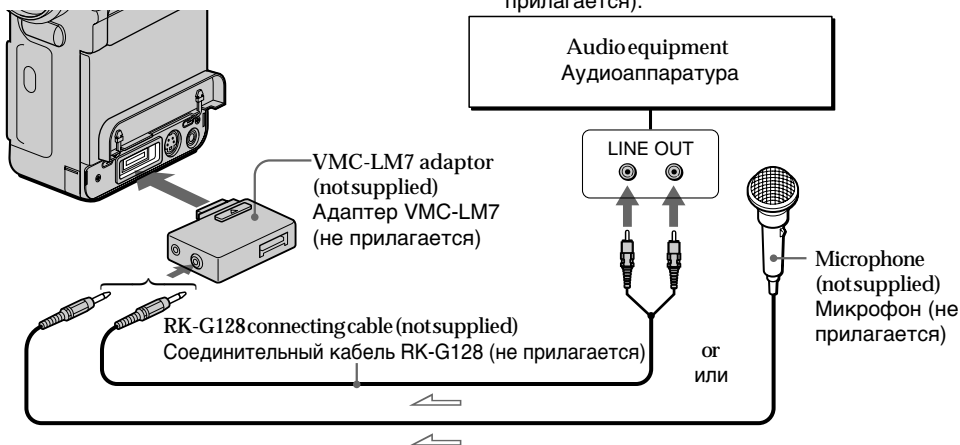 прилагается).
Audio equipment
Аудиоаппаратура
LINE OUT
VMC-LM7 adaptor
(not supplied)
Адаптер VMC-LM7
(не прилагается)
Microphone
(not supplied)
Микрофон (не
прилагается)
RK-G128 connecting cable (not supplied)
Соединительный кабель RK-G128 (не прилагается)
or
или